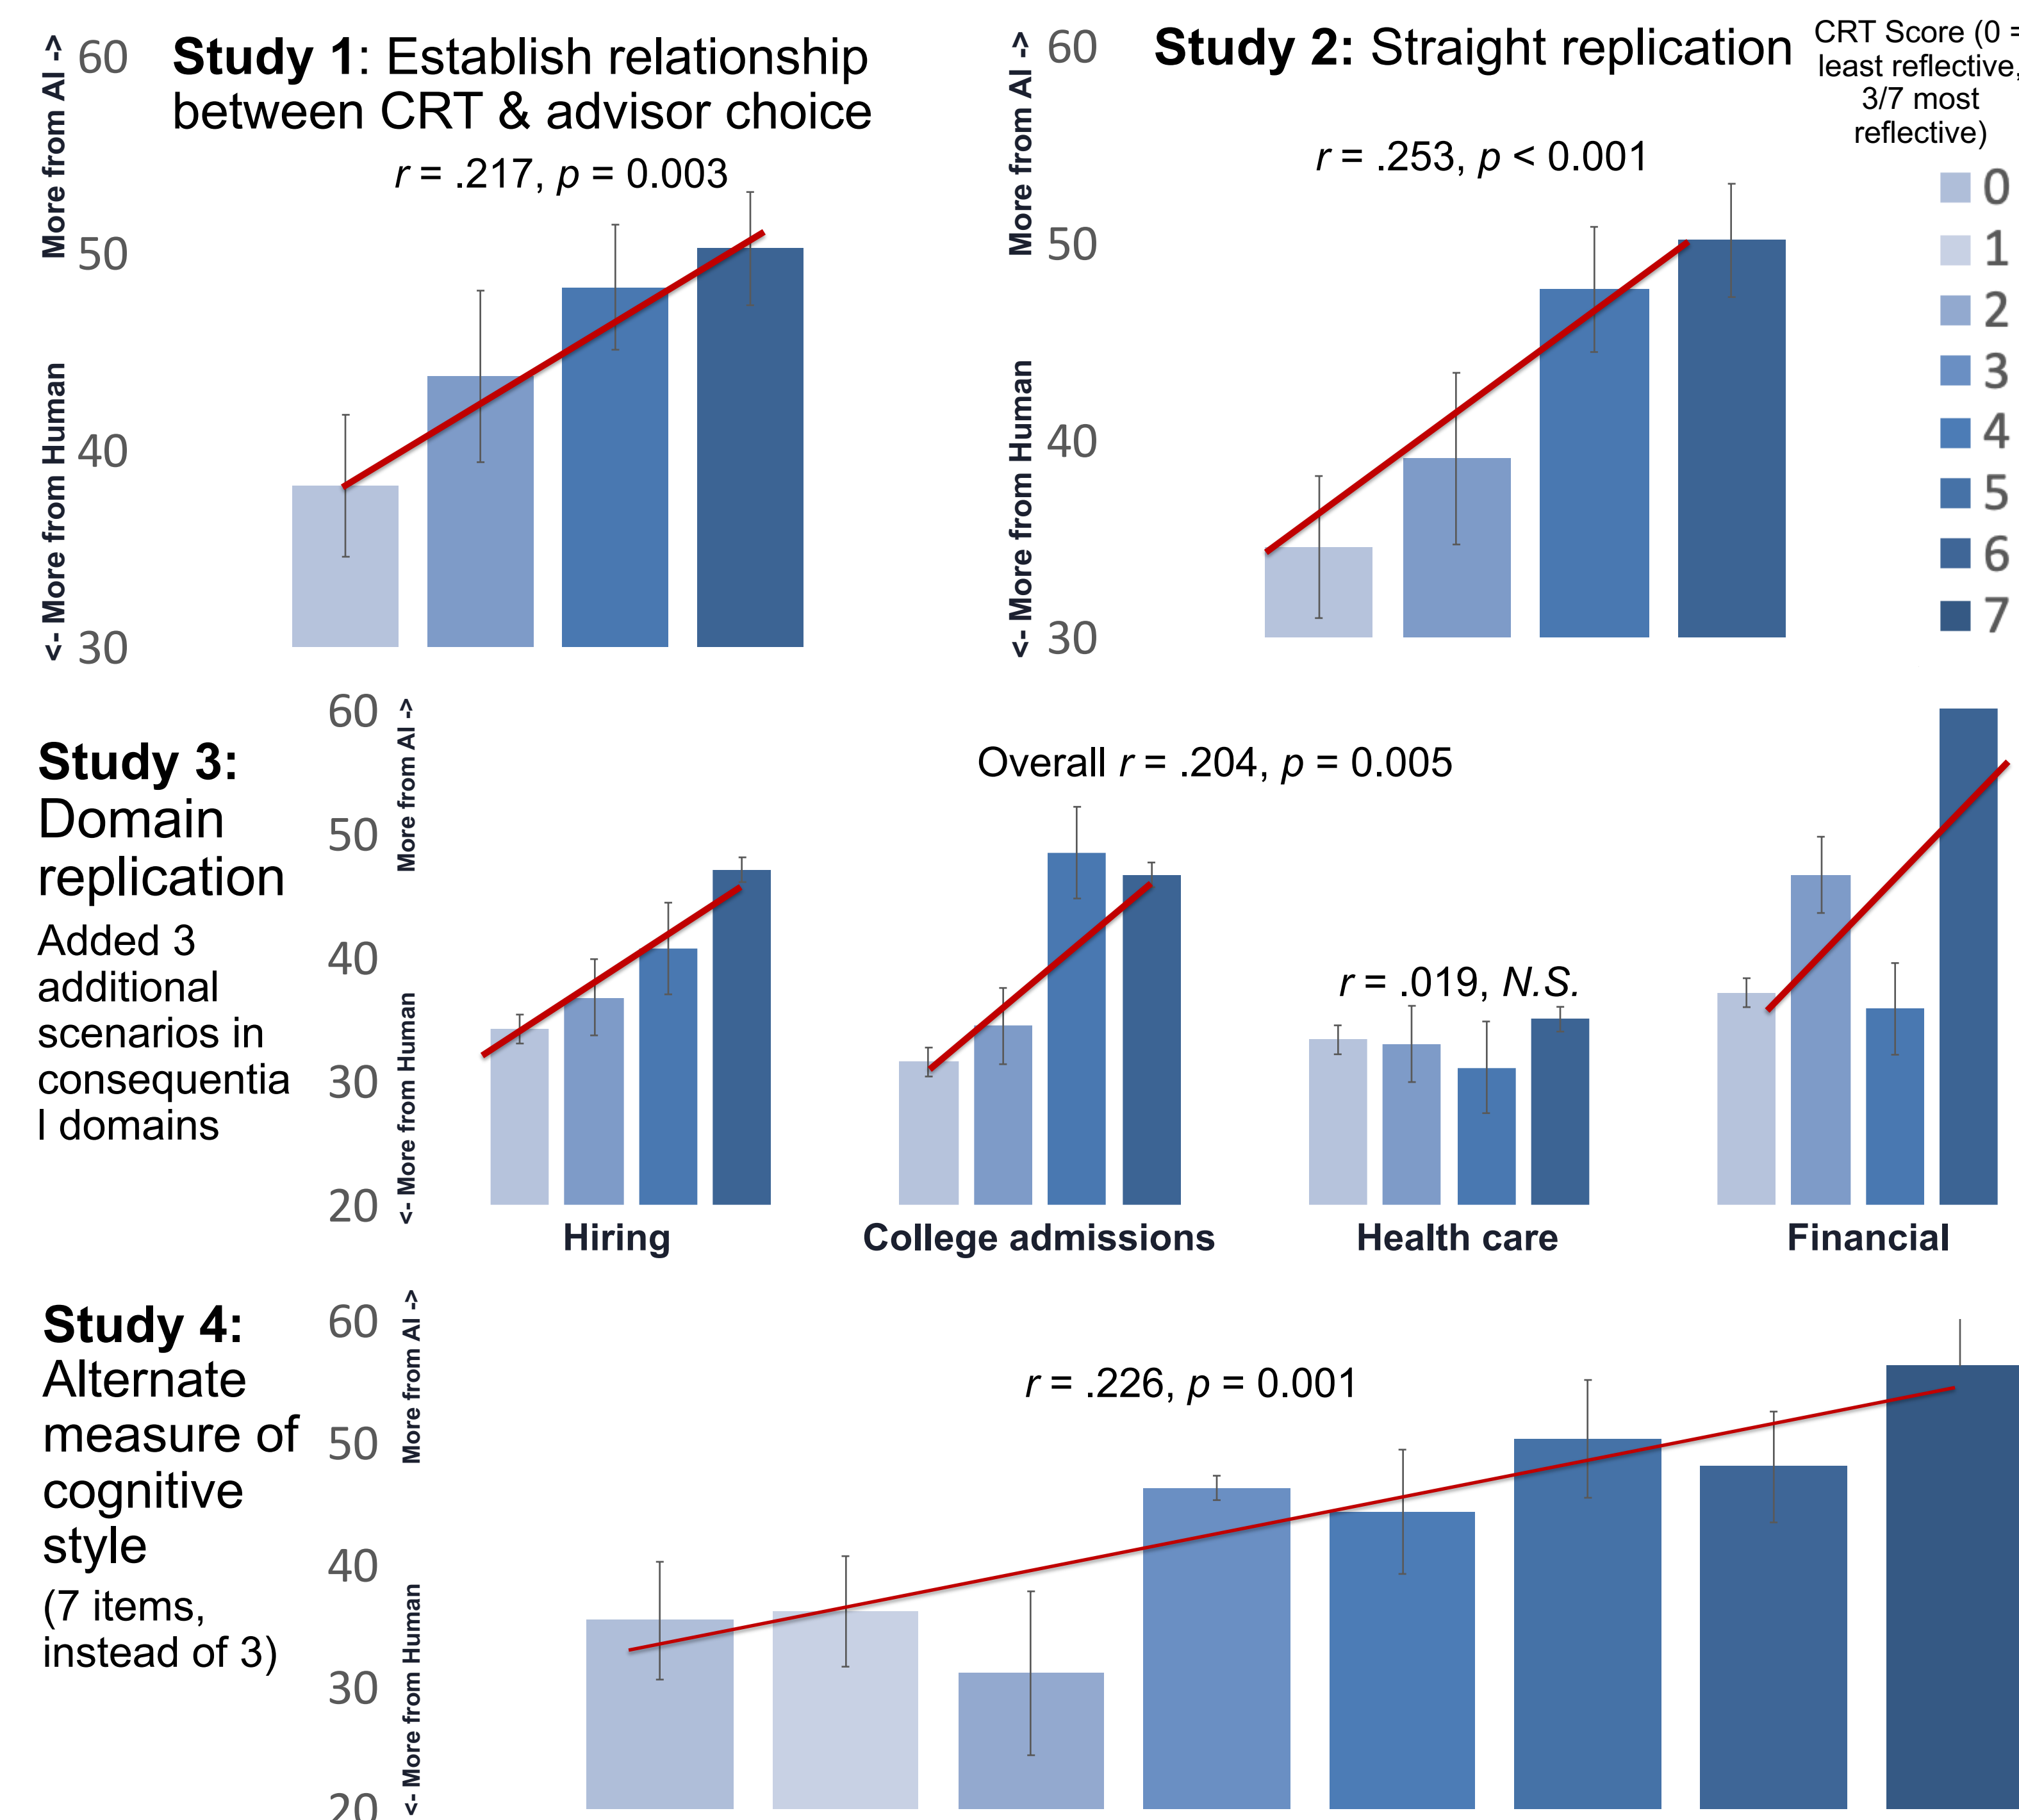 Study 1: Establish relationship
between CRT & advisor choice
r = .217, p = 0.003
More from AI ->
<- More from Human
60
50
40
30
Study 2: Straight replication
r = .253, p < 0.001
More from AI ->
<- More from Human
60
50
40
30
CRT Score (0 =
least reflective,
3/7 most
reflective)
0
1
2
3
4
5
6
7
Study 3:
Domain
replication
Added 3
additional
scenarios in
consequentia
l domains
60
50
40
30
20
More from AI ->
<- More from Human
Overall r = .204, p = 0.005
r = .019, N.S.
Hiring
College admissions
Health care
Financial
Study 4:
Alternate
measure of
cognitive
style
(7 items,
instead of 3)
60
50
40
30
20
More from AI ->
<- More from Human
r = .226, p = 0.001